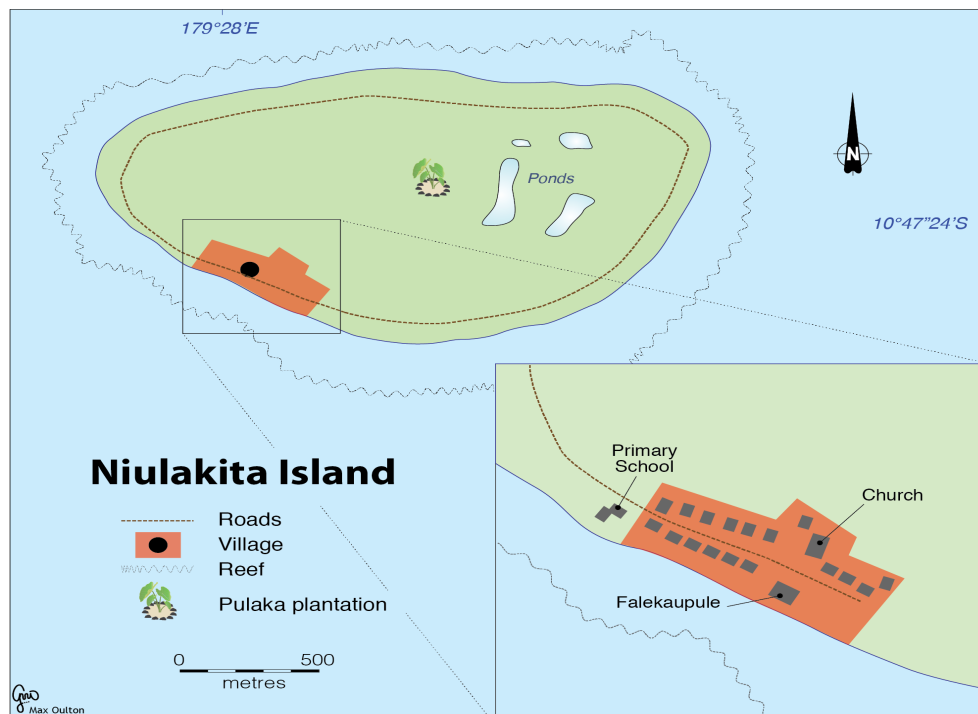 179°28'E
N
Ponds
10°47"24'S
Primary
School
Church
Falekaupule
Niulakita Island
Roads
Village
Reef
Pulaka plantation
0 500
metres
Max Oulton